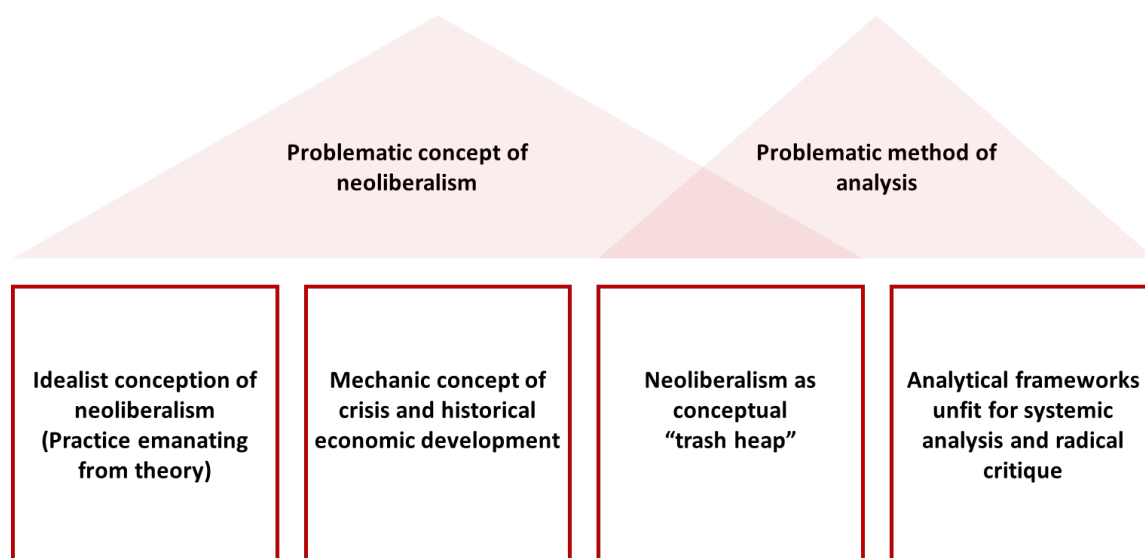 Problematic concept of
neoliberalism
Problematic method of
analysis
Idealist conception of
neoliberalism
(Practice emanating
from theory)
Mechanic concept of
crisis and historical
economic development
Neoliberalism as
conceptual
“trash heap”
Analytical frameworks
unfit for systemic
analysis and radical
critique